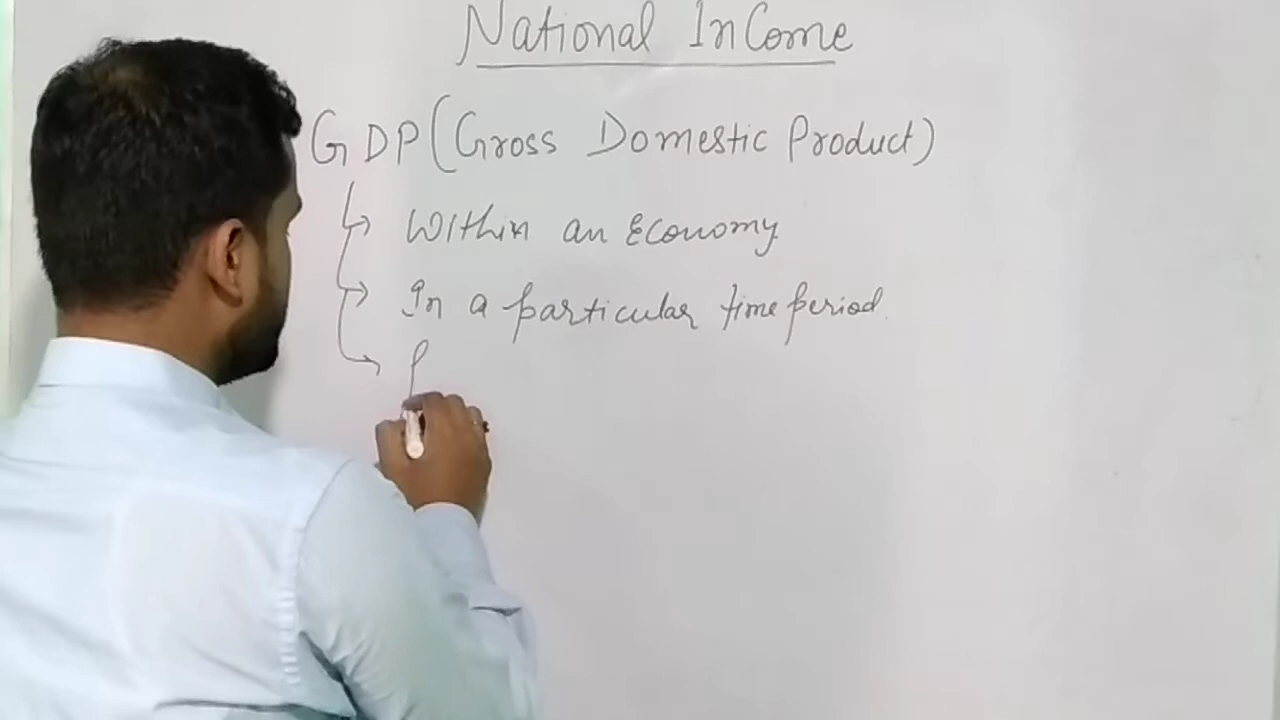 National InCome
GDP (Gross Domestic Product)
Within an Economy
In a particular time period.